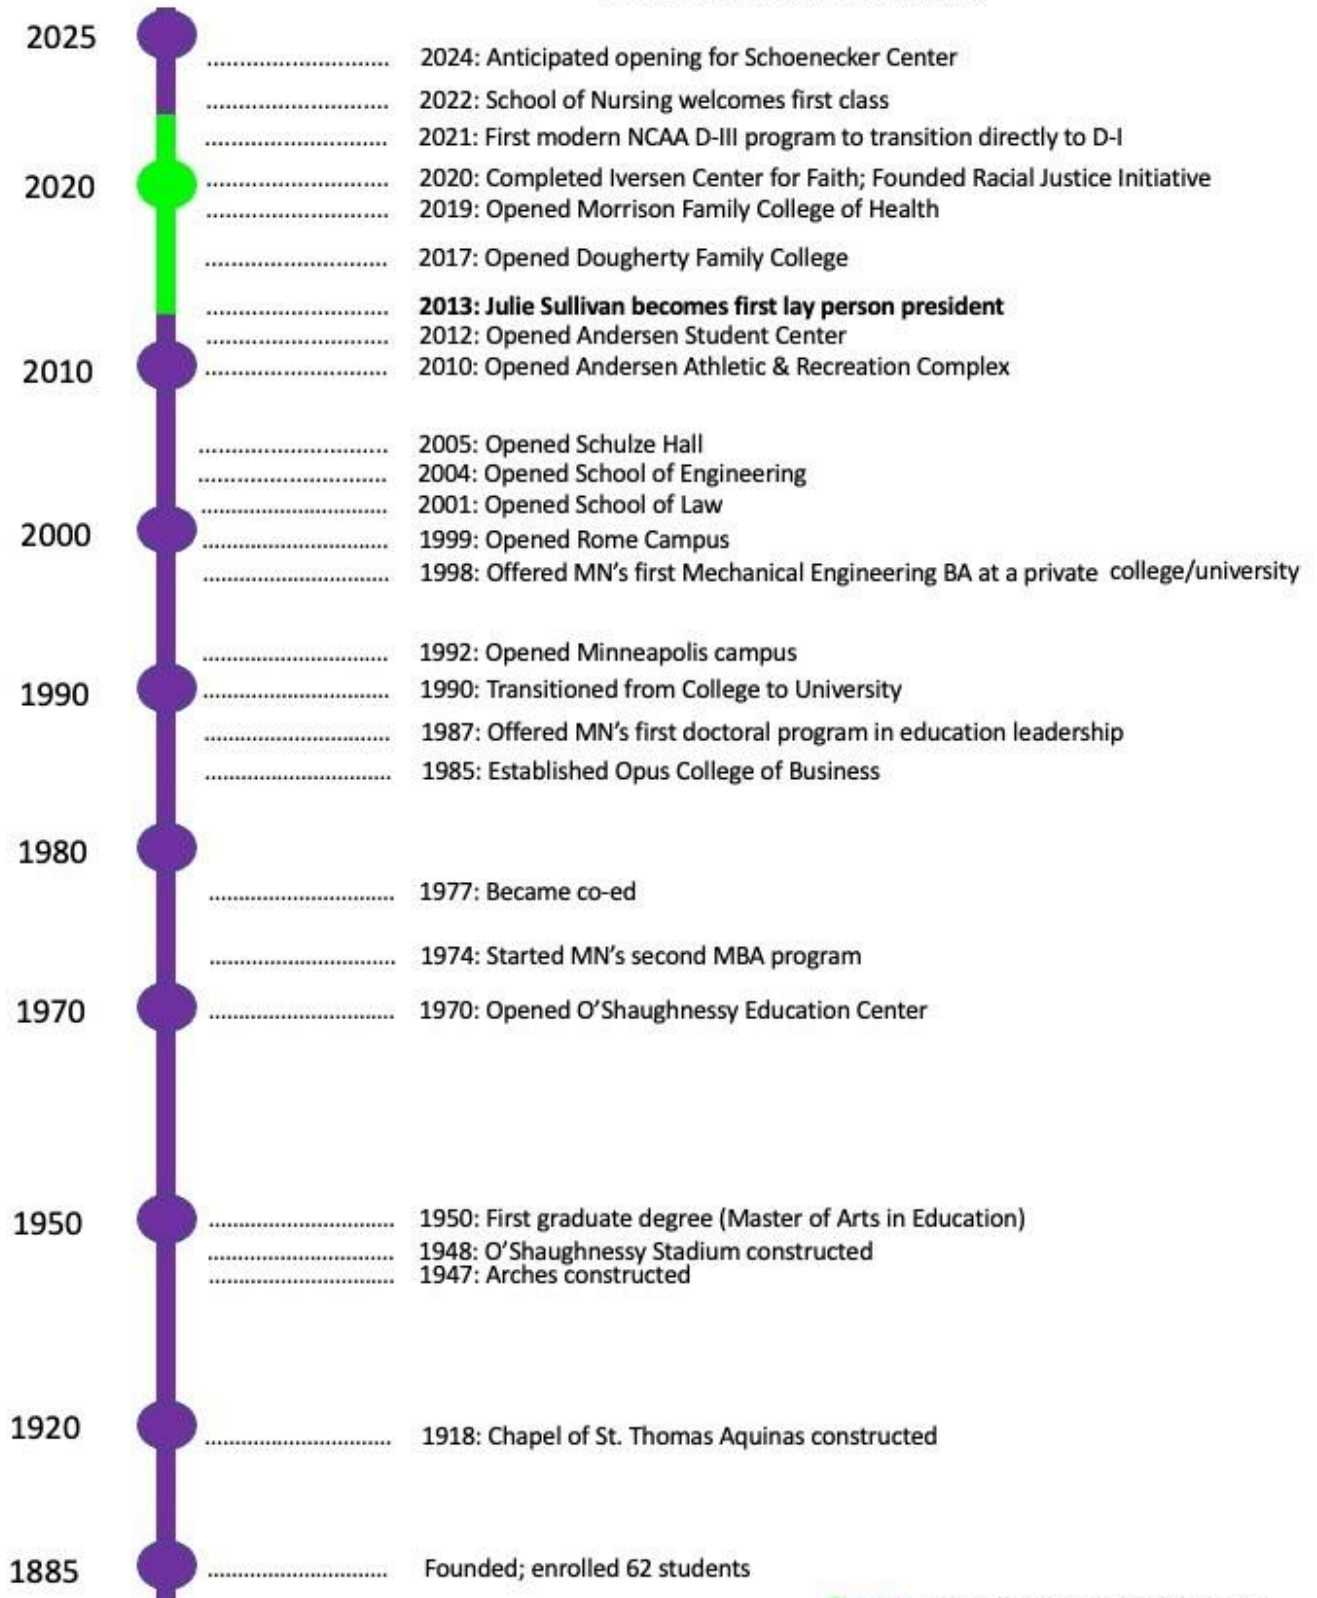 2025
2024: Anticipated opening for Schoenecker Center
2022: School of Nursing welcomes first class
2021: First modern NCAA D-III program to transition directly to D-I
2020
2020: Completed Iversen Center for Faith; Founded Racial Justice Initiative
2019: Opened Morrison Family College of Health
2017: Opened Dougherty Family College
2013: Julie Sullivan becomes first lay person president
2012: Opened Andersen Student Center
2010
2010: Opened Andersen Athletic & Recreation Complex
2005: Opened Schulze Hall
2004: Opened School of Engineering
2001: Opened School of Law
2000
1999: Opened Rome Campus
1998: Offered MN's first Mechanical Engineering BA at a private college/university
1992: Opened Minneapolis campus
1990
1990: Transitioned from College to University
1987: Offered MN's first doctoral program in education leadership
1985: Established Opus College of Business
1980
1977: Became co-ed
1974: Started MN's second MBA program
1970
1970: Opened O'Shaughnessy Education Center
1950
1950: First graduate degree (Master of Arts in Education)
1948: O'Shaughnessy Stadium constructed
1947: Arches constructed
1920
1918: Chapel of St. Thomas Aquinas constructed
1885
Founded; enrolled 62 students